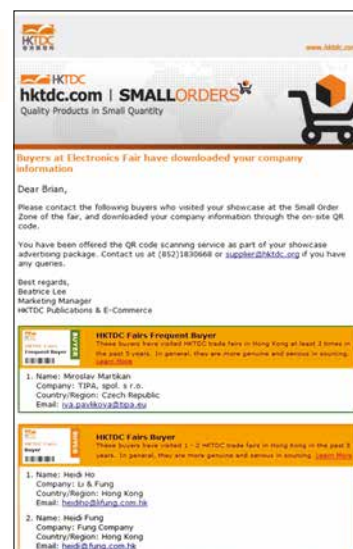 HKTDC
www.hktdc.com
HKTDC
hktdc.com | SMALLORDERS
Quality Products in Small Quantity
Buyers at Electronics Fair have downloaded your company
information
Dear Brian,
Please contact the following buyers who visited your showcase at the Small Order
Zone of the fair, and downloaded your company information through the on-site QR
code.
You have been offered the QR code scanning service as part of your showcase
advertising package. Contact us at (852)1830668 or supplier@hktdc.org if you have
any queries.
Best regards,
Beatrice Lee
Marketing Manager
HKTDC Publications & E-Commerce
Frequent Buyer
BUYER
HKTDC Fairs Frequent Buyer
These buyers have visited HKTDC trade fairs in Hong Kong at least 3 times in
the past 5 years. In general, they are more genuine and serious in sourcing.
Learn More
1. Name: Miroslav Martikan
Company: TIPA, spol. s r.o.
Country/Region: Czech Republic
Email: iva.pavlikova@tipa.eu
Buyer
BUYER
HKTDC Fairs Buyer
These buyers have visited 1 - 2 HKTDC trade fairs in Hong Kong in the past 5
years. In general, they are more genuine and serious in sourcing. Learn More
1. Name: Heidi Ho
Company: Li & Fung
Country/Region: Hong Kong
Email: heidiho@lifung.com.hk
2. Name: Heidi Fung
Company: Fung Company
Country/Region: Hong Kong
Email: heidi@fung.com.hk